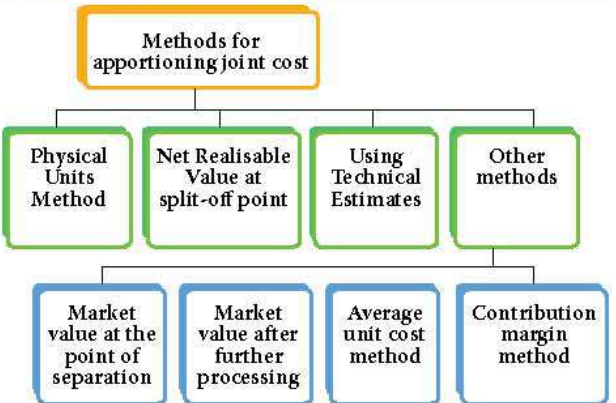 Methods for
apportioning joint cost
Physical
Units
Method
Net Realisable
Value at
split-off point
Using
Technical
Estimates
Other
methods
Market
value at the
point of
separation
Market
value after
further
processing
Average
unit cost
method
Contribution
margin
method